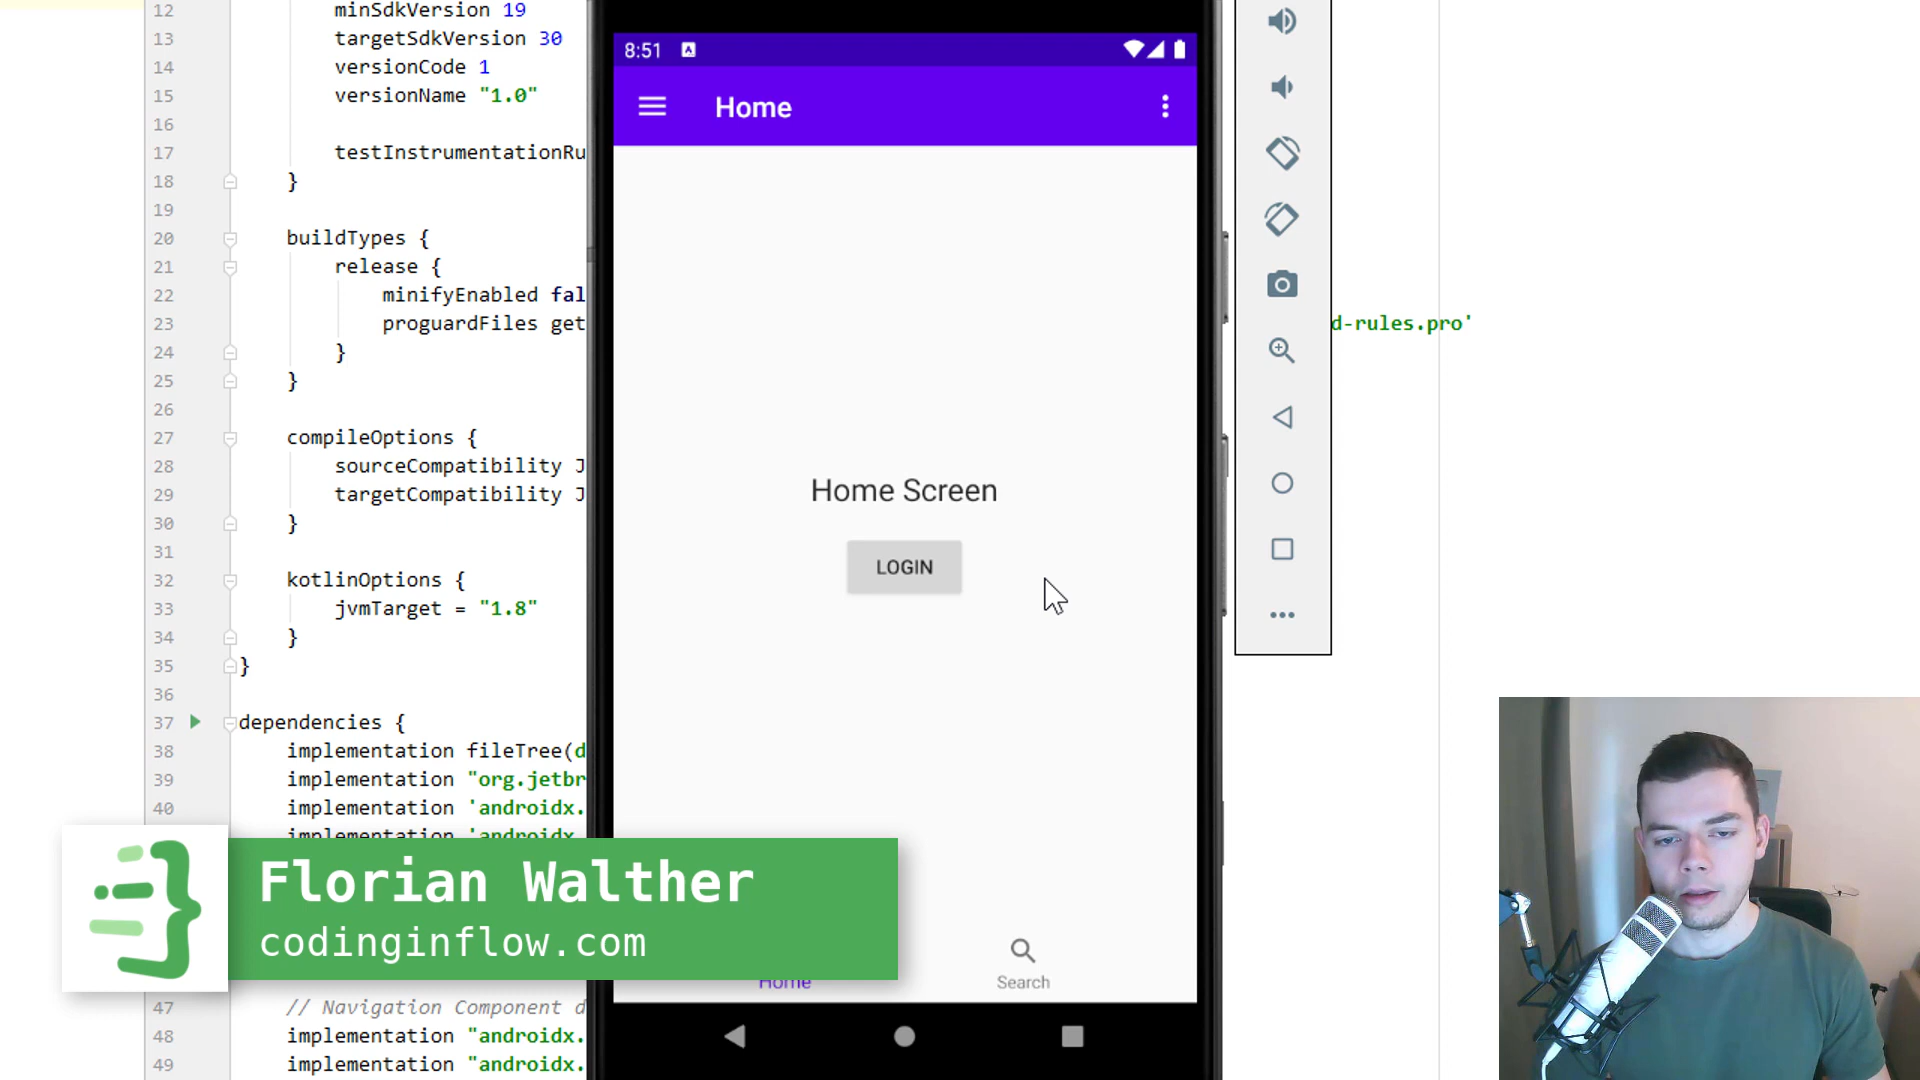 12 minSdkVersion 19
13 targetSdkVersion 30
14 versionCode 1
15 versionName "1.0"
16
17 testInstrumentationRu
18 }
19
20 buildTypes {
21 release {
22 minifyEnabled fal
23 proguardFiles get
d-rules.pro'
24 }
25 }
26
27 compileOptions {
28 sourceCompatibility J
29 targetCompatibility J
30 }
31
32 kotlinOptions {
33 jvmTarget = "1.8"
34 }
35 }
36
37 dependencies {
38 implementation fileTree(d
39 implementation "org.jetbr
40 implementation 'androidx.
implementation 'androidx.
47 // Navigation Component d
48 implementation "androidx.
49 implementation "androidx.
8:51
Home
Home Screen
LOGIN
Home
Search
Florian Walther
codinginflow.com